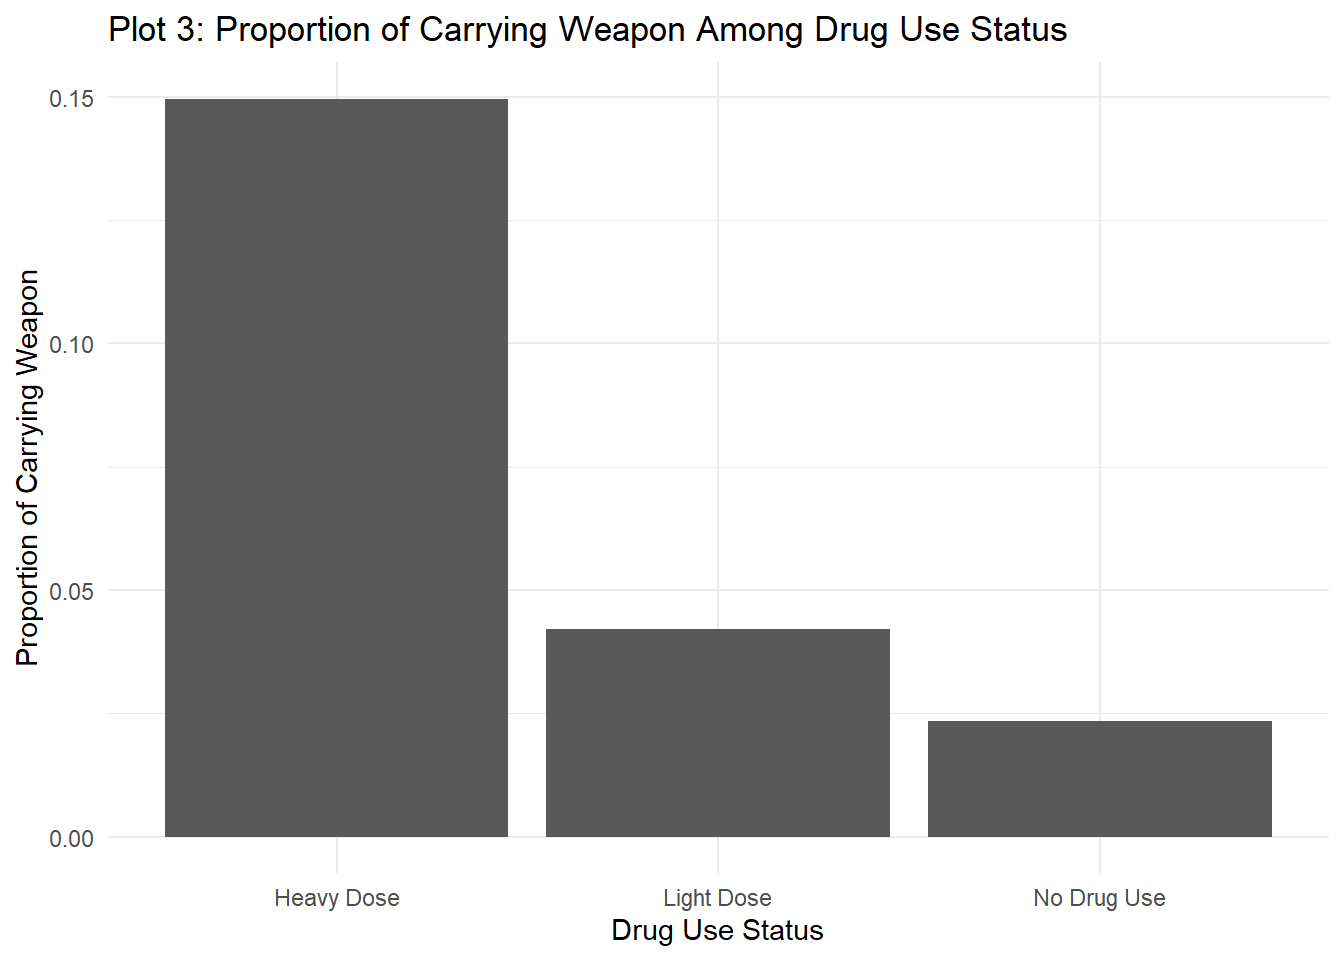 Plot 3: Proportion of Carrying Weapon Among Drug Use Status
Proportion of Carrying Weapon
0.15
0.10
0.05
0.00
Heavy Dose
Light Dose
No Drug Use
Drug Use Status